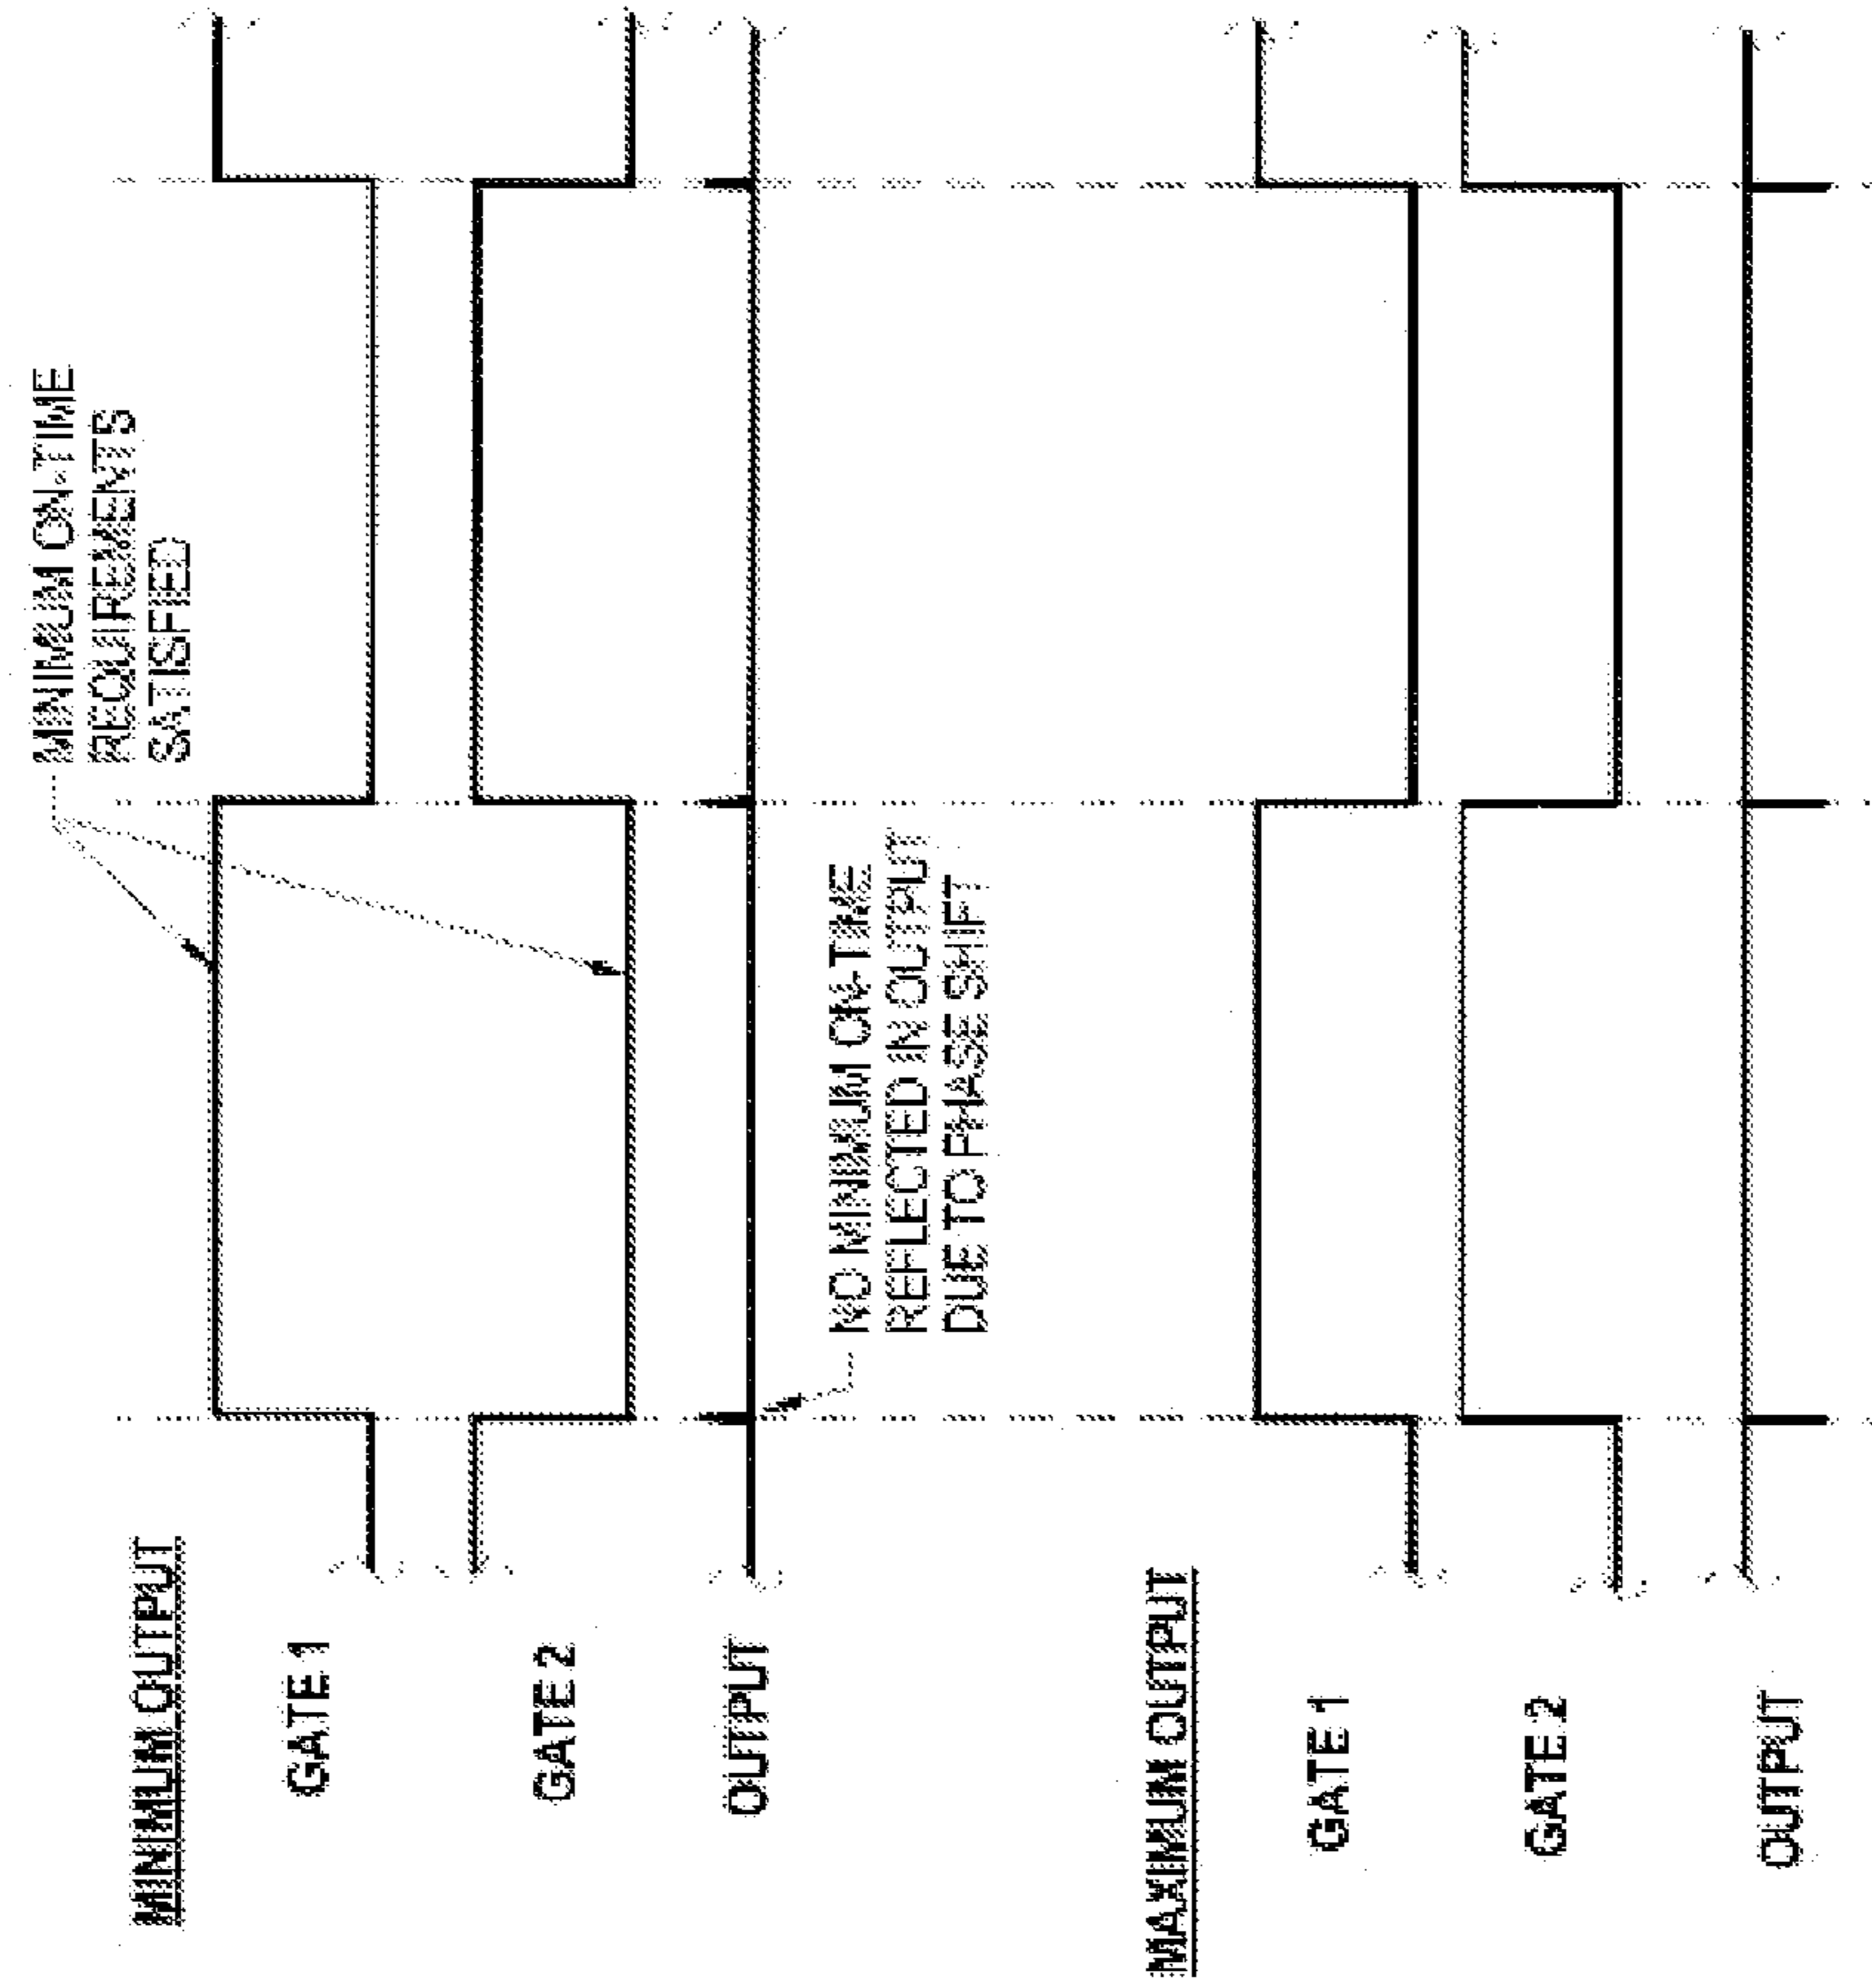 MINIMUM OUTPUT
MINIMUM ON-TIME
REQUIREMENTS
SATISFIED
GATE 1
GATE 2
OUTPUT
NO MINIMUM ON-TIME
REFLECTED IN OUTPUT
DUE TO PHASE SHIFT
MAXIMUM OUTPUT
GATE 1
GATE 2
OUTPUT